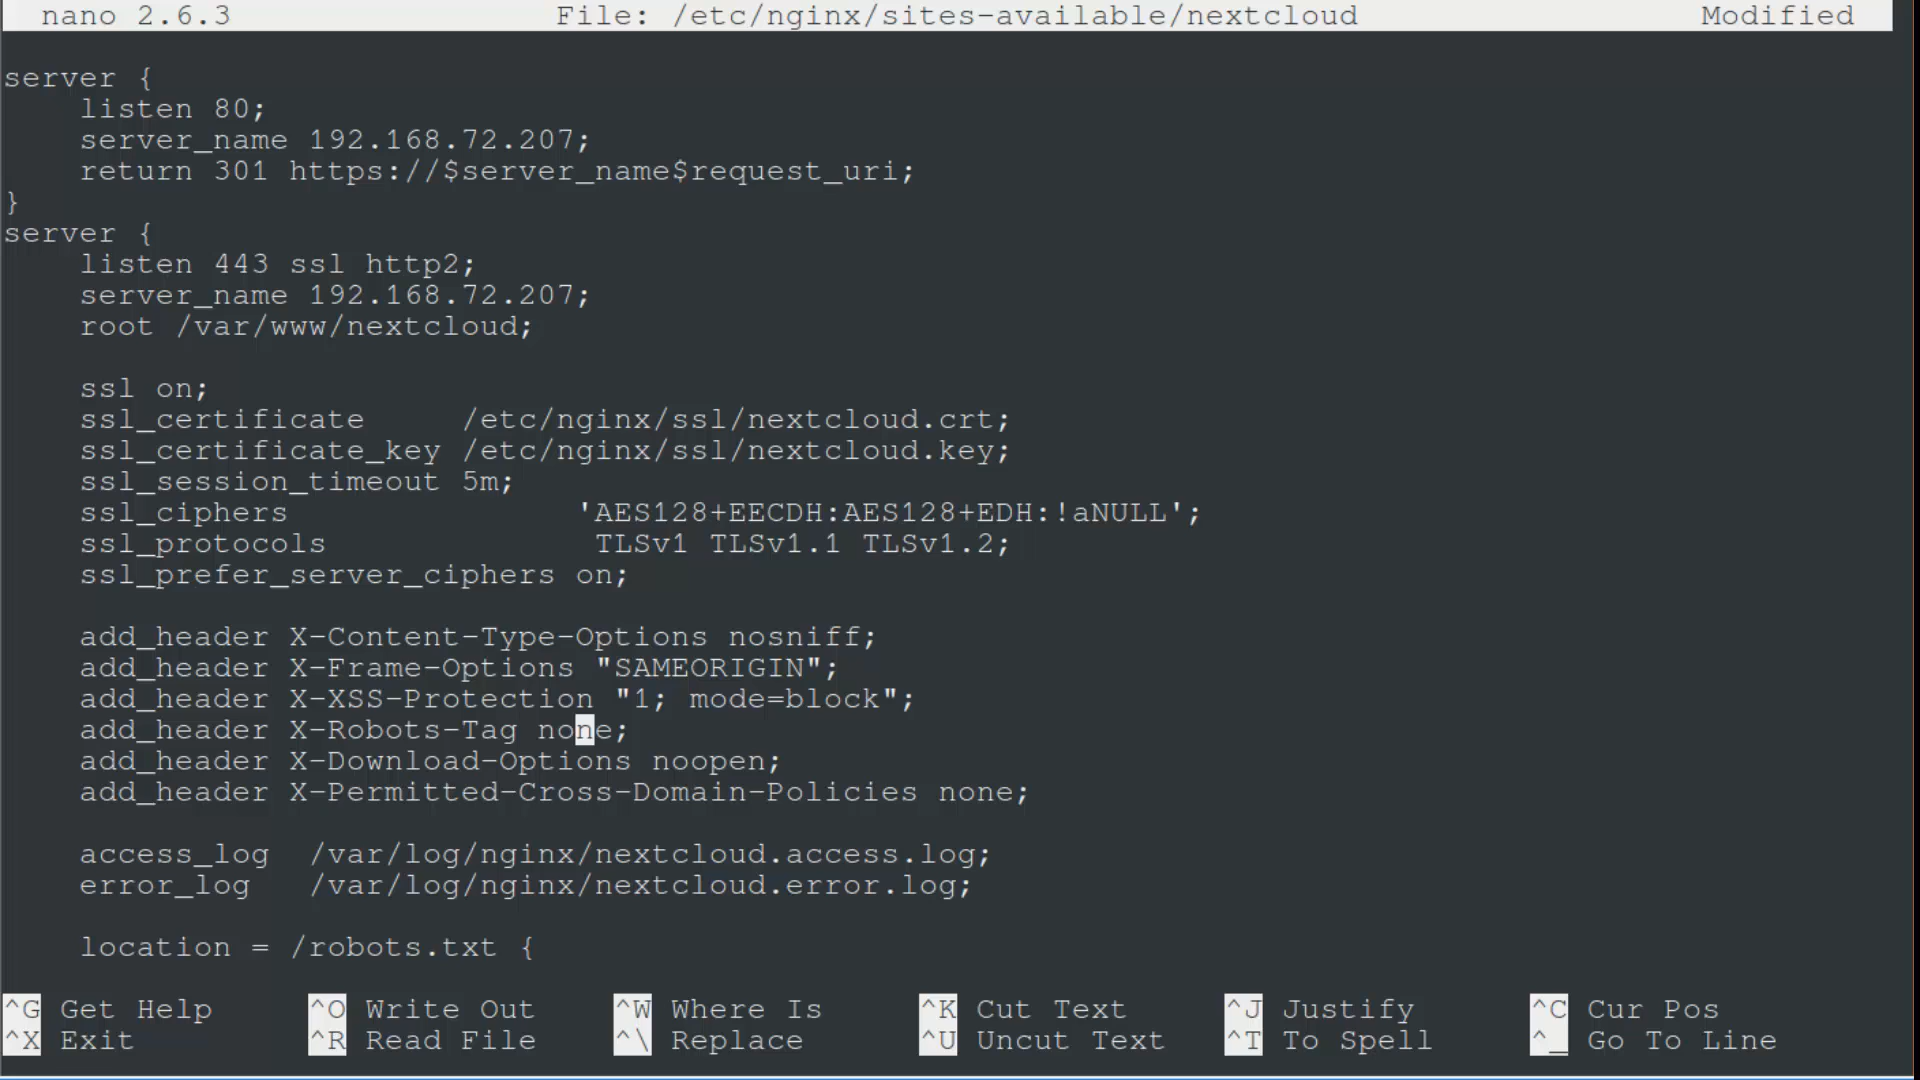 nano 2.6.3 File: /etc/nginx/sites-available/nextcloud Modified
server {
listen 80;
server_name 192.168.72.207;
return 301 https://$server_name$request_uri;
}
server {
listen 443 ssl http2;
server_name 192.168.72.207;
root /var/www/nextcloud;
ssl on;
ssl_certificate /etc/nginx/ssl/nextcloud.crt;
ssl_certificate_key /etc/nginx/ssl/nextcloud.key;
ssl_session_timeout 5m;
ssl_ciphers 'AES128+EECDH:AES128+EDH:!aNULL';
ssl_protocols TLSv1 TLSv1.1 TLSv1.2;
ssl_prefer_server_ciphers on;
add_header X-Content-Type-Options nosniff;
add_header X-Frame-Options "SAMEORIGIN";
add_header X-XSS-Protection "1; mode=block";
add_header X-Robots-Tag none;
add_header X-Download-Options noopen;
add_header X-Permitted-Cross-Domain-Policies none;
access_log /var/log/nginx/nextcloud.access.log;
error_log /var/log/nginx/nextcloud.error.log;
location = /robots.txt {
^G Get Help ^O Write Out ^W Where Is ^K Cut Text ^J Justify ^C Cur Pos
^X Exit ^R Read File ^\ Replace ^U Uncut Text ^T To Spell ^_ Go To Line